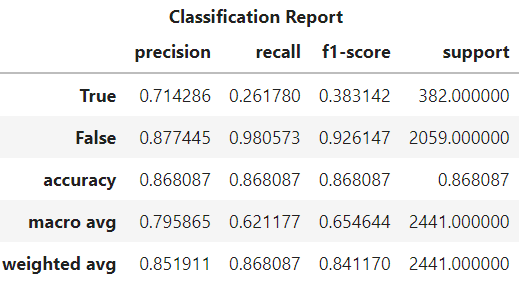 Classification Report
precision recall f1-score support
True 0.714286 0.261780 0.383142 382.000000
False 0.877445 0.980573 0.926147 2059.000000
accuracy 0.868087 0.868087 0.868087 0.868087
macro avg 0.795865 0.621177 0.654644 2441.000000
weighted avg 0.851911 0.868087 0.841170 2441.000000